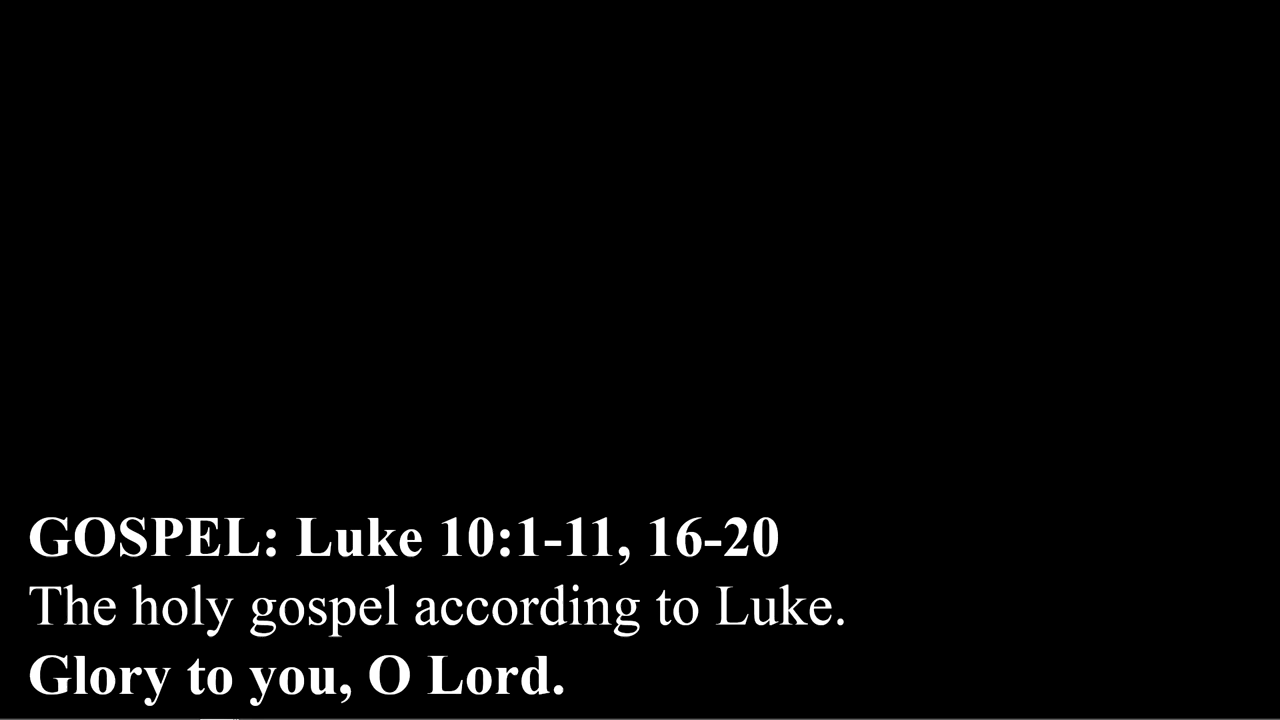 GOSPEL: Luke 10:1-11, 16-20
The holy gospel according to Luke.
Glory to you, O Lord.